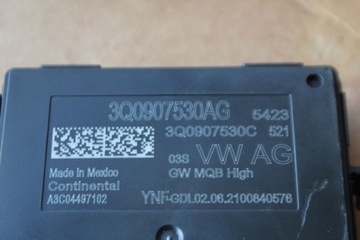 3Q0907530AG 5423
3Q0907530C 521
03S VW AG
Made in Mexico GW MQB High
Continental
A3C04497102 YNF-GDL02.06.2100840576